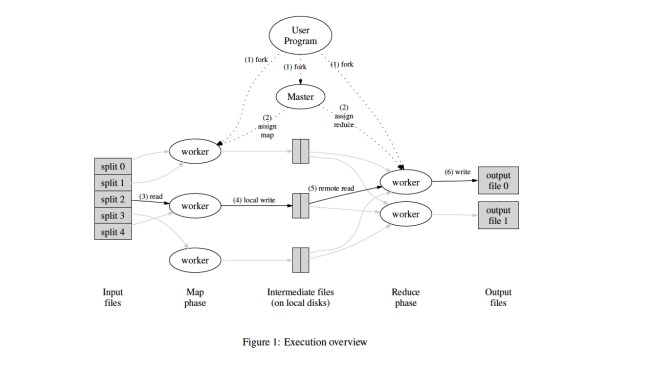 User
Program
(1) fork
(1) fork
(1) fork
Master
(2)
assign
map
(2)
assign
reduce
worker
split 0
split 1
split 2
split 3
split 4
(3) read
worker
(4) local write
(5) remote read
worker
(6) write
output
file 0
worker
output
file 1
worker
Input
files
Map
phase
Intermediate files
(on local disks)
Reduce
phase
Output
files
Figure 1: Execution overview